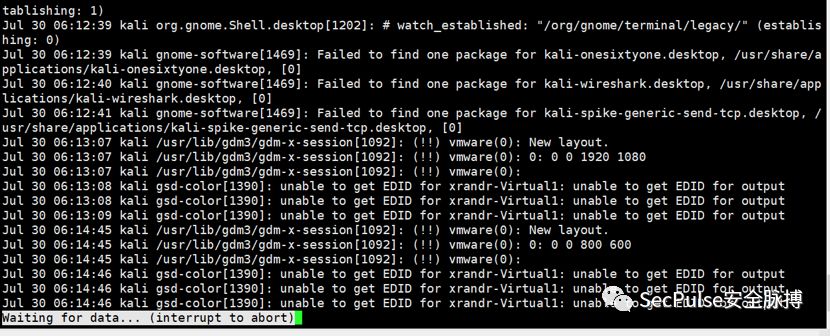 tablishing: 1)
Jul 30 06:12:39 kali org.gnome.Shell.desktop[1202]: # watch_established: "/org/gnome/terminal/legacy/" (establis
hing: 0)
Jul 30 06:12:39 kali gnome-software[1469]: Failed to find one package for kali-onesixtyone.desktop, /usr/share/a
pplications/kali-onesixtyone.desktop, [0]
Jul 30 06:12:40 kali gnome-software[1469]: Failed to find one package for kali-wireshark.desktop, /usr/share/app
lications/kali-wireshark.desktop, [0]
Jul 30 06:12:41 kali gnome-software[1469]: Failed to find one package for kali-spike-generic-send-tcp.desktop, /
usr/share/applications/kali-spike-generic-send-tcp.desktop, [0]
Jul 30 06:13:07 kali /usr/lib/gdm3/gdm-x-session[1092]: (!!) vmware(0): New layout.
Jul 30 06:13:07 kali /usr/lib/gdm3/gdm-x-session[1092]: (!!) vmware(0): 0: 0 0 1920 1080
Jul 30 06:13:07 kali /usr/lib/gdm3/gdm-x-session[1092]: (!!) vmware(0):
Jul 30 06:13:08 kali gsd-color[1390]: unable to get EDID for xrandr-Virtual1: unable to get EDID for output
Jul 30 06:13:08 kali gsd-color[1390]: unable to get EDID for xrandr-Virtual1: unable to get EDID for output
Jul 30 06:13:09 kali gsd-color[1390]: unable to get EDID for xrandr-Virtual1: unable to get EDID for output
Jul 30 06:14:45 kali /usr/lib/gdm3/gdm-x-session[1092]: (!!) vmware(0): New layout.
Jul 30 06:14:45 kali /usr/lib/gdm3/gdm-x-session[1092]: (!!) vmware(0): 0: 0 0 800 600
Jul 30 06:14:45 kali /usr/lib/gdm3/gdm-x-session[1092]: (!!) vmware(0):
Jul 30 06:14:46 kali gsd-color[1390]: unable to get EDID for xrandr-Virtual1: unable to get EDID for output
Jul 30 06:14:46 kali gsd-color[1390]: unable to get EDID for xrandr-Virtual1: unable to get EDID for output
Jul 30 06:14:46 kali gsd-color[1390]: unable to get EDID for xrandr-Virtual1: unable to get EDID for output
Waiting for data... (interrupt to abort)
SecPulse安全脉搏